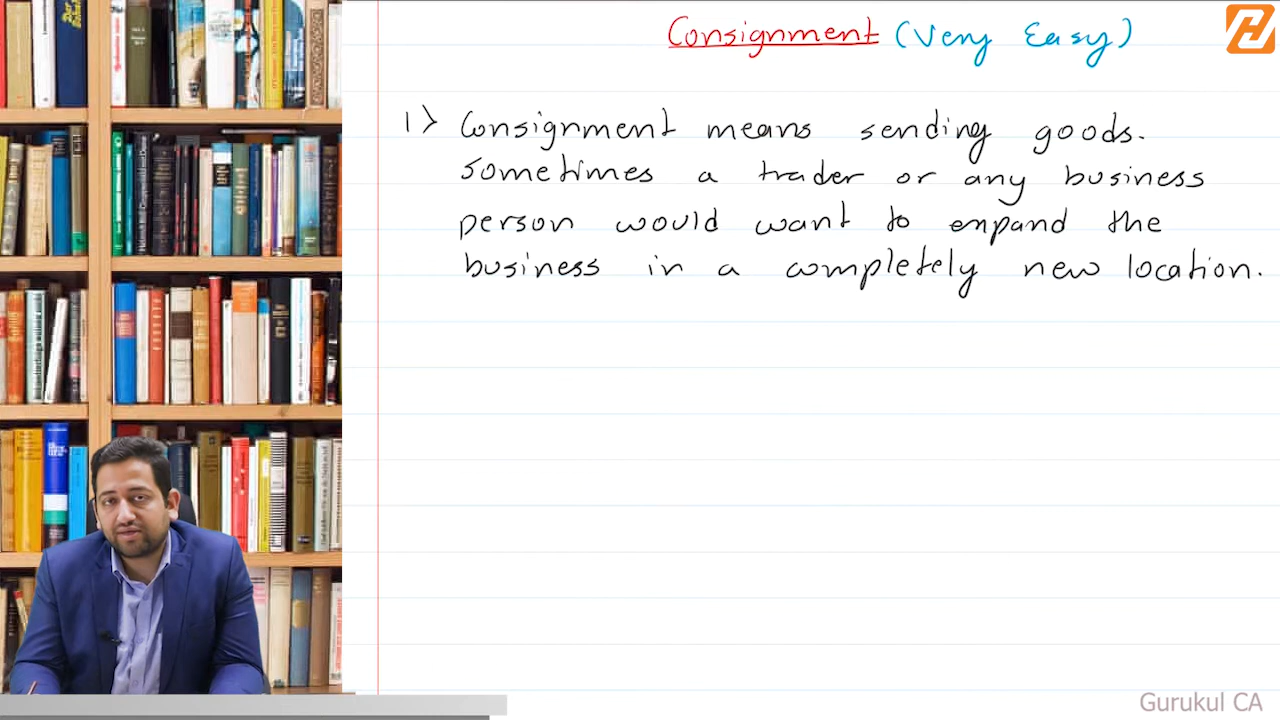 Consignment (Very Easy)
1) Consignment means sending goods.
Sometimes a trader or any business
person would want to expand the
business in a completely new location.
Gurukul CA